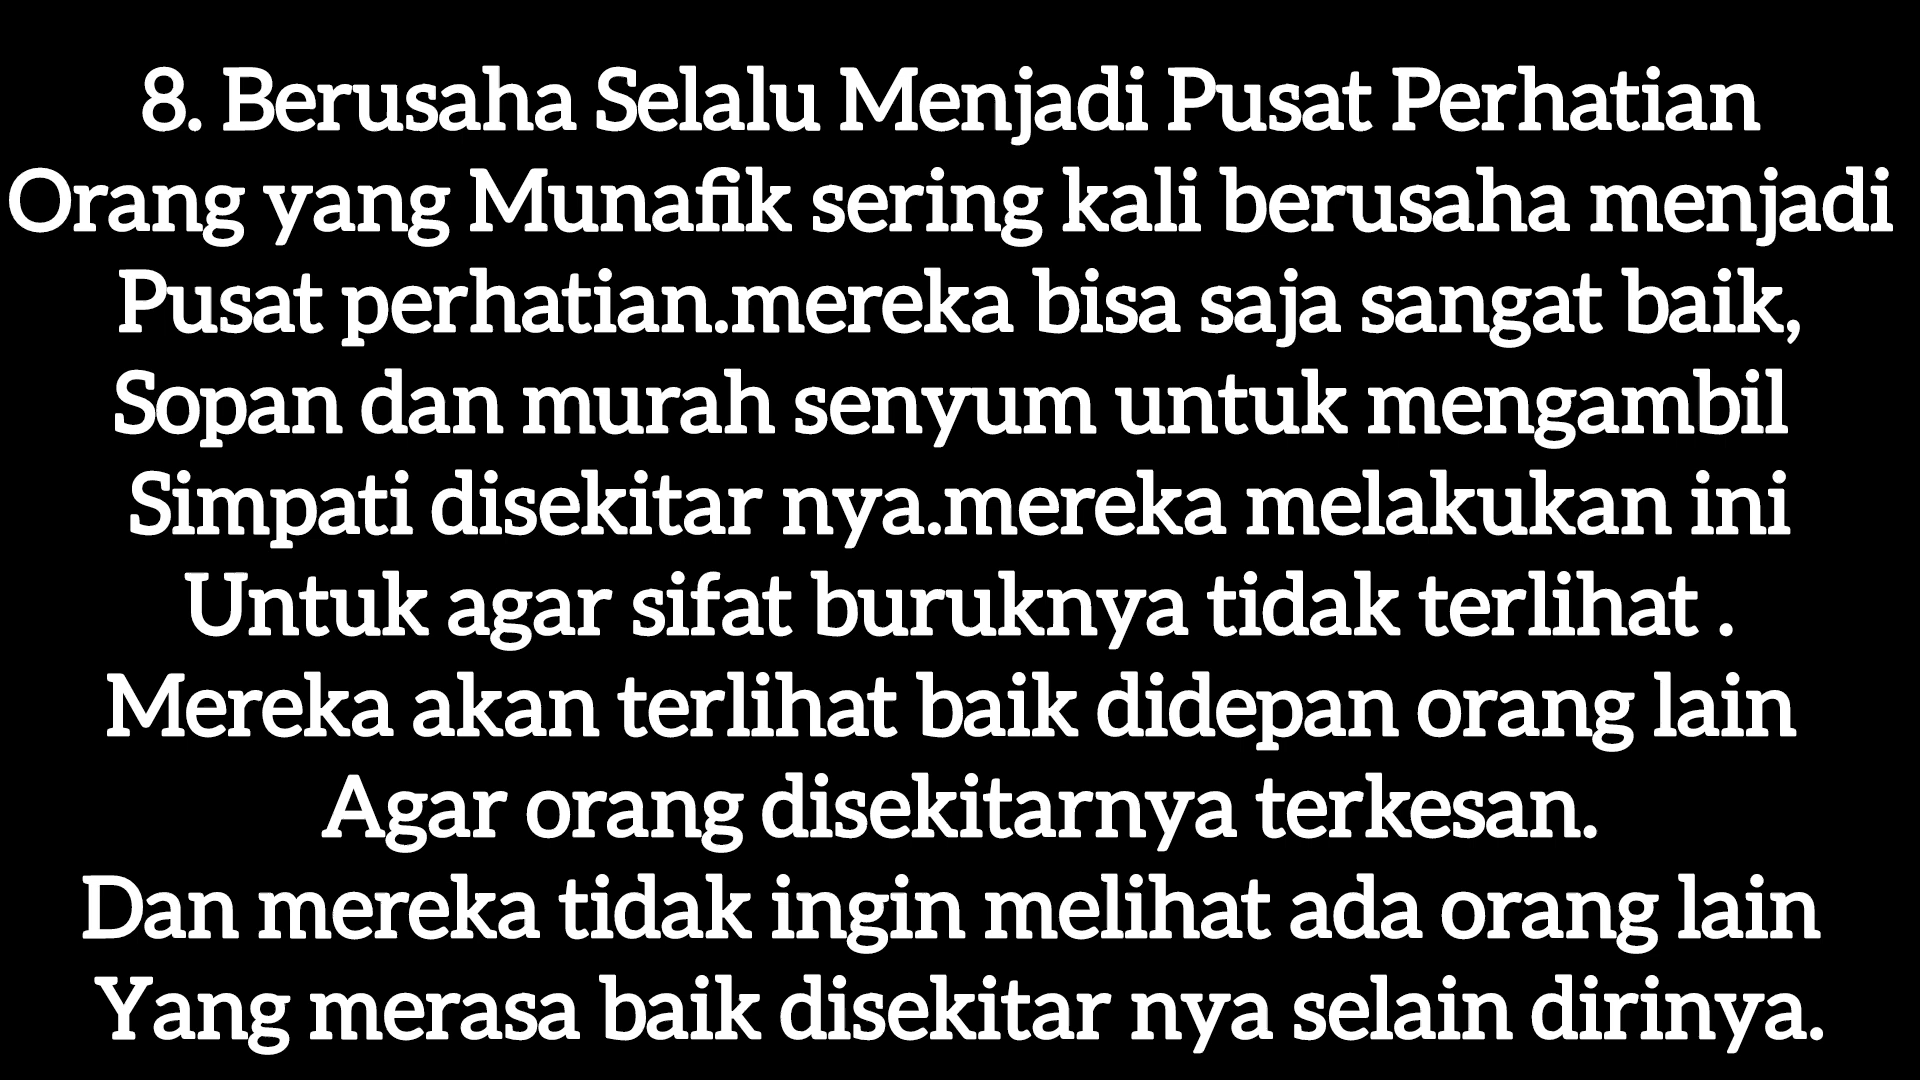 8. Berusaha Selalu Menjadi Pusat Perhatian
Orang yang Munafik sering kali berusaha menjadi
Pusat perhatian.mereka bisa saja sangat baik,
Sopan dan murah senyum untuk mengambil
Simpati disekitar nya.mereka melakukan ini
Untuk agar sifat buruknya tidak terlihat .
Mereka akan terlihat baik didepan orang lain
Agar orang disekitarnya terkesan.
Dan mereka tidak ingin melihat ada orang lain
Yang merasa baik disekitar nya selain dirinya.